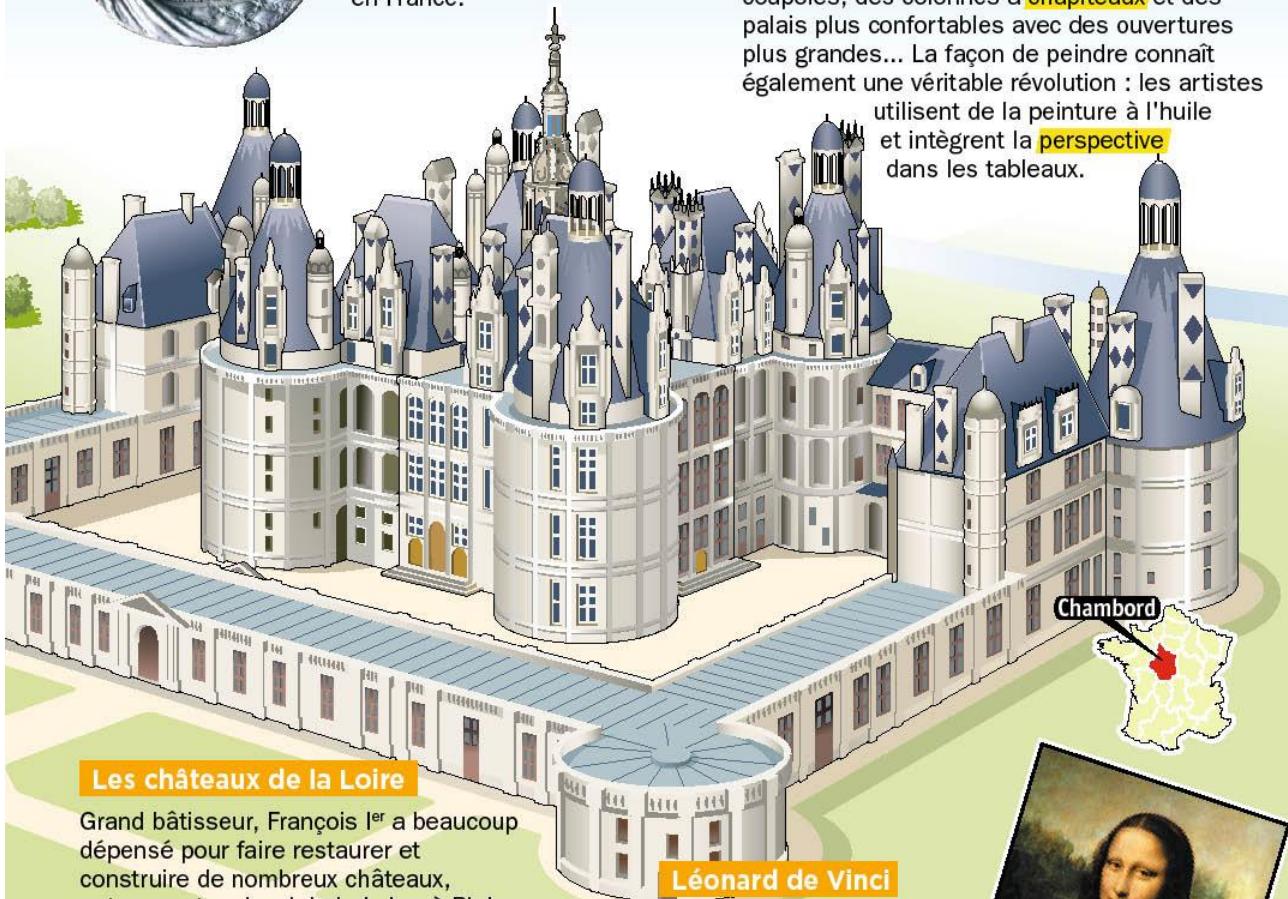 en France.
coupoles, des colonnes à chapiteaux et des
palais plus confortables avec des ouvertures
plus grandes... La façon de peindre connaît
également une véritable révolution : les artistes
utilisent de la peinture à l'huile
et intègrent la perspective
dans les tableaux.
Chambord
Les châteaux de la Loire
Grand bâtisseur, François Ier a beaucoup
dépensé pour faire restaurer et
construire de nombreux châteaux,
Léonard de Vinci